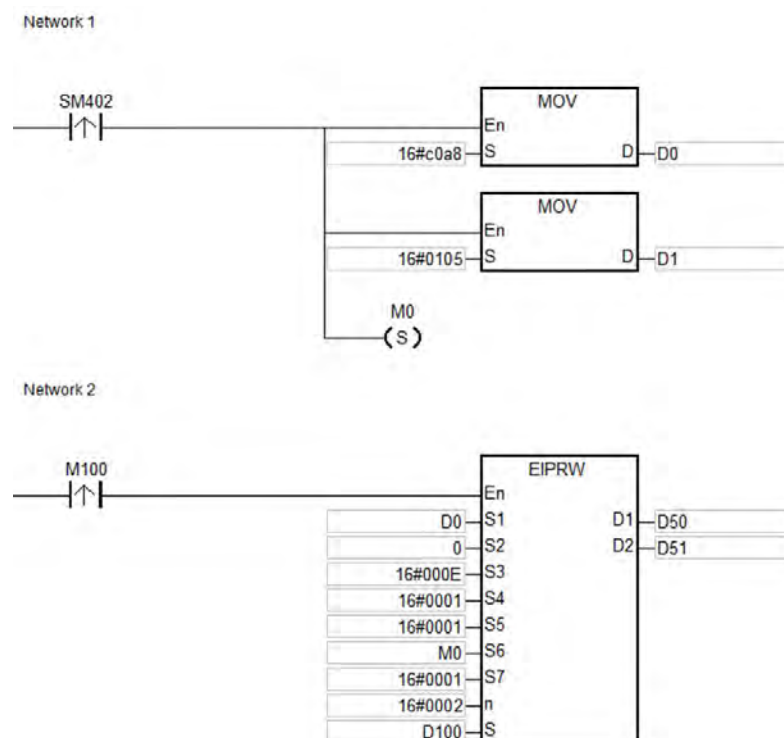 Network 1
SM402
MOV
En
16#c0a8 S D D0
MOV
En
16#0105 S D D1
M0
( S )
Network 2
M100
EIPRW
En
D0 S1 D1 D50
0 S2 D2 D51
16#000E S3
16#0001 S4
16#0001 S5
M0 S6
16#0001 S7
16#0002 n
D100 S